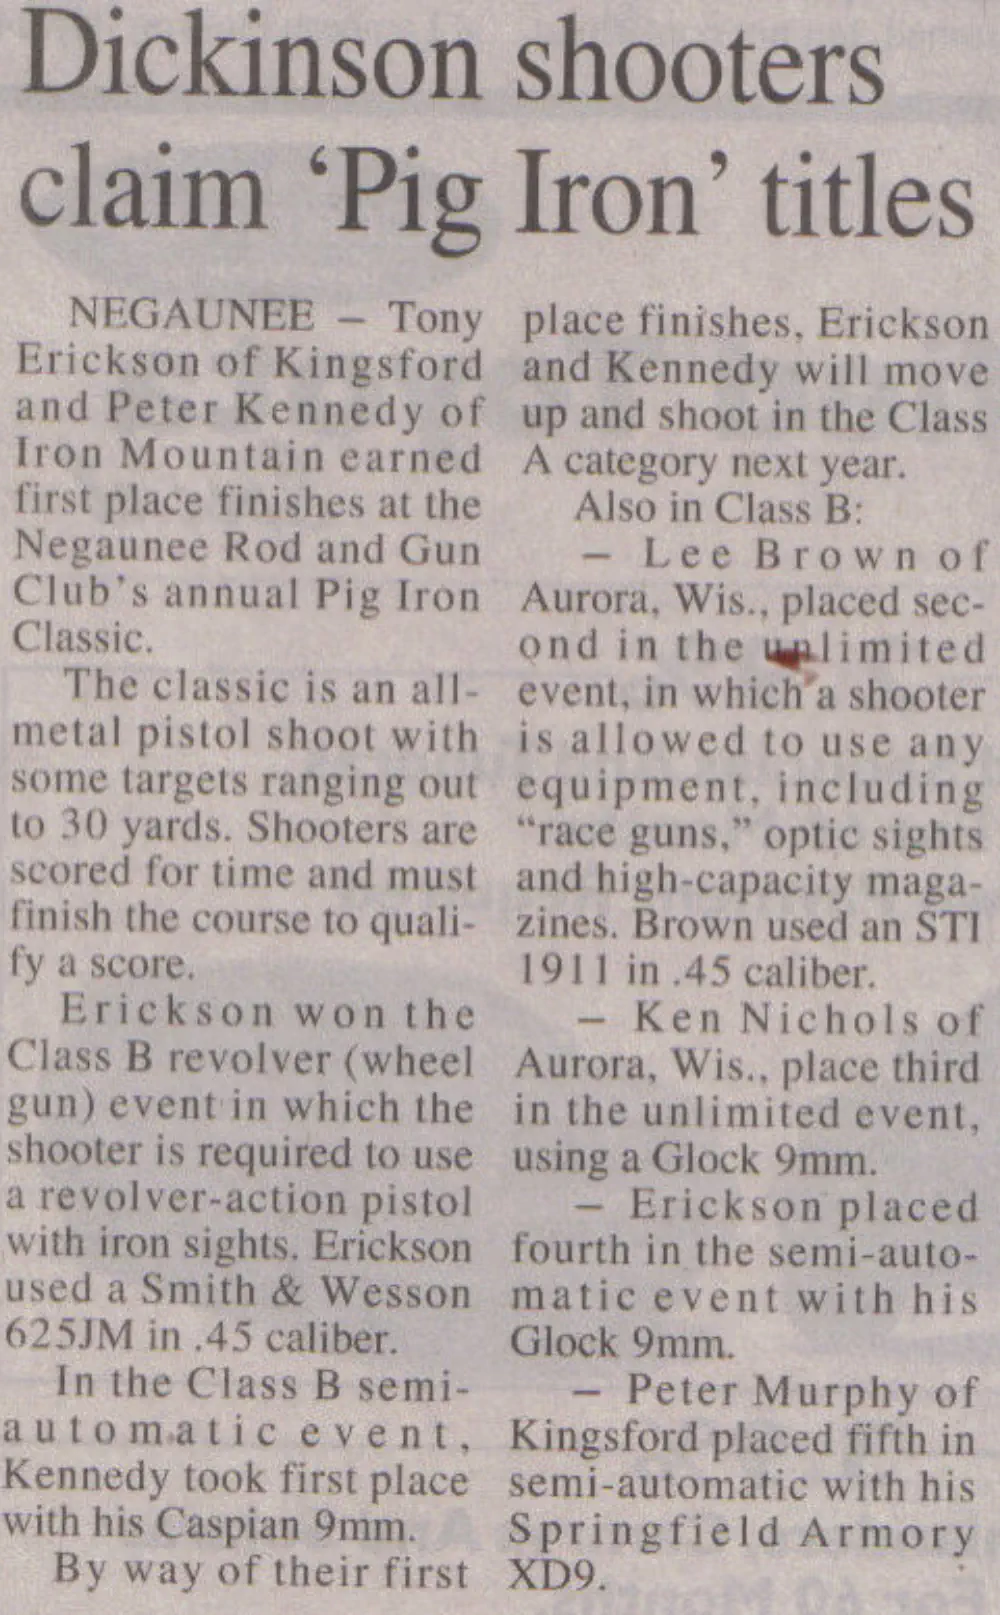 Dickinson shooters
claim ‘Pig Iron’ titles
NEGAUNEE – Tony
Erickson of Kingsford
and Peter Kennedy of
Iron Mountain earned
first place finishes at the
Negaunee Rod and Gun
Club’s annual Pig Iron
Classic.
The classic is an all-
metal pistol shoot with
some targets ranging out
to 30 yards. Shooters are
scored for time and must
finish the course to quali-
fy a score.
Erickson won the
Class B revolver (wheel
gun) event in which the
shooter is required to use
a revolver-action pistol
with iron sights. Erickson
used a Smith & Wesson
625JM in .45 caliber.
In the Class B semi-
automatic event,
Kennedy took first place
with his Caspian 9mm.
By way of their first
place finishes, Erickson
and Kennedy will move
up and shoot in the Class
A category next year.
Also in Class B:
– Lee Brown of
Aurora, Wis., placed sec-
ond in the unlimited
event, in which a shooter
is allowed to use any
equipment, including
“race guns,” optic sights
and high-capacity maga-
zines. Brown used an STI
1911 in .45 caliber.
– Ken Nichols of
Aurora, Wis., place third
in the unlimited event,
using a Glock 9mm.
– Erickson placed
fourth in the semi-auto-
matic event with his
Glock 9mm.
– Peter Murphy of
Kingsford placed fifth in
semi-automatic with his
Springfield Armory
XD9.